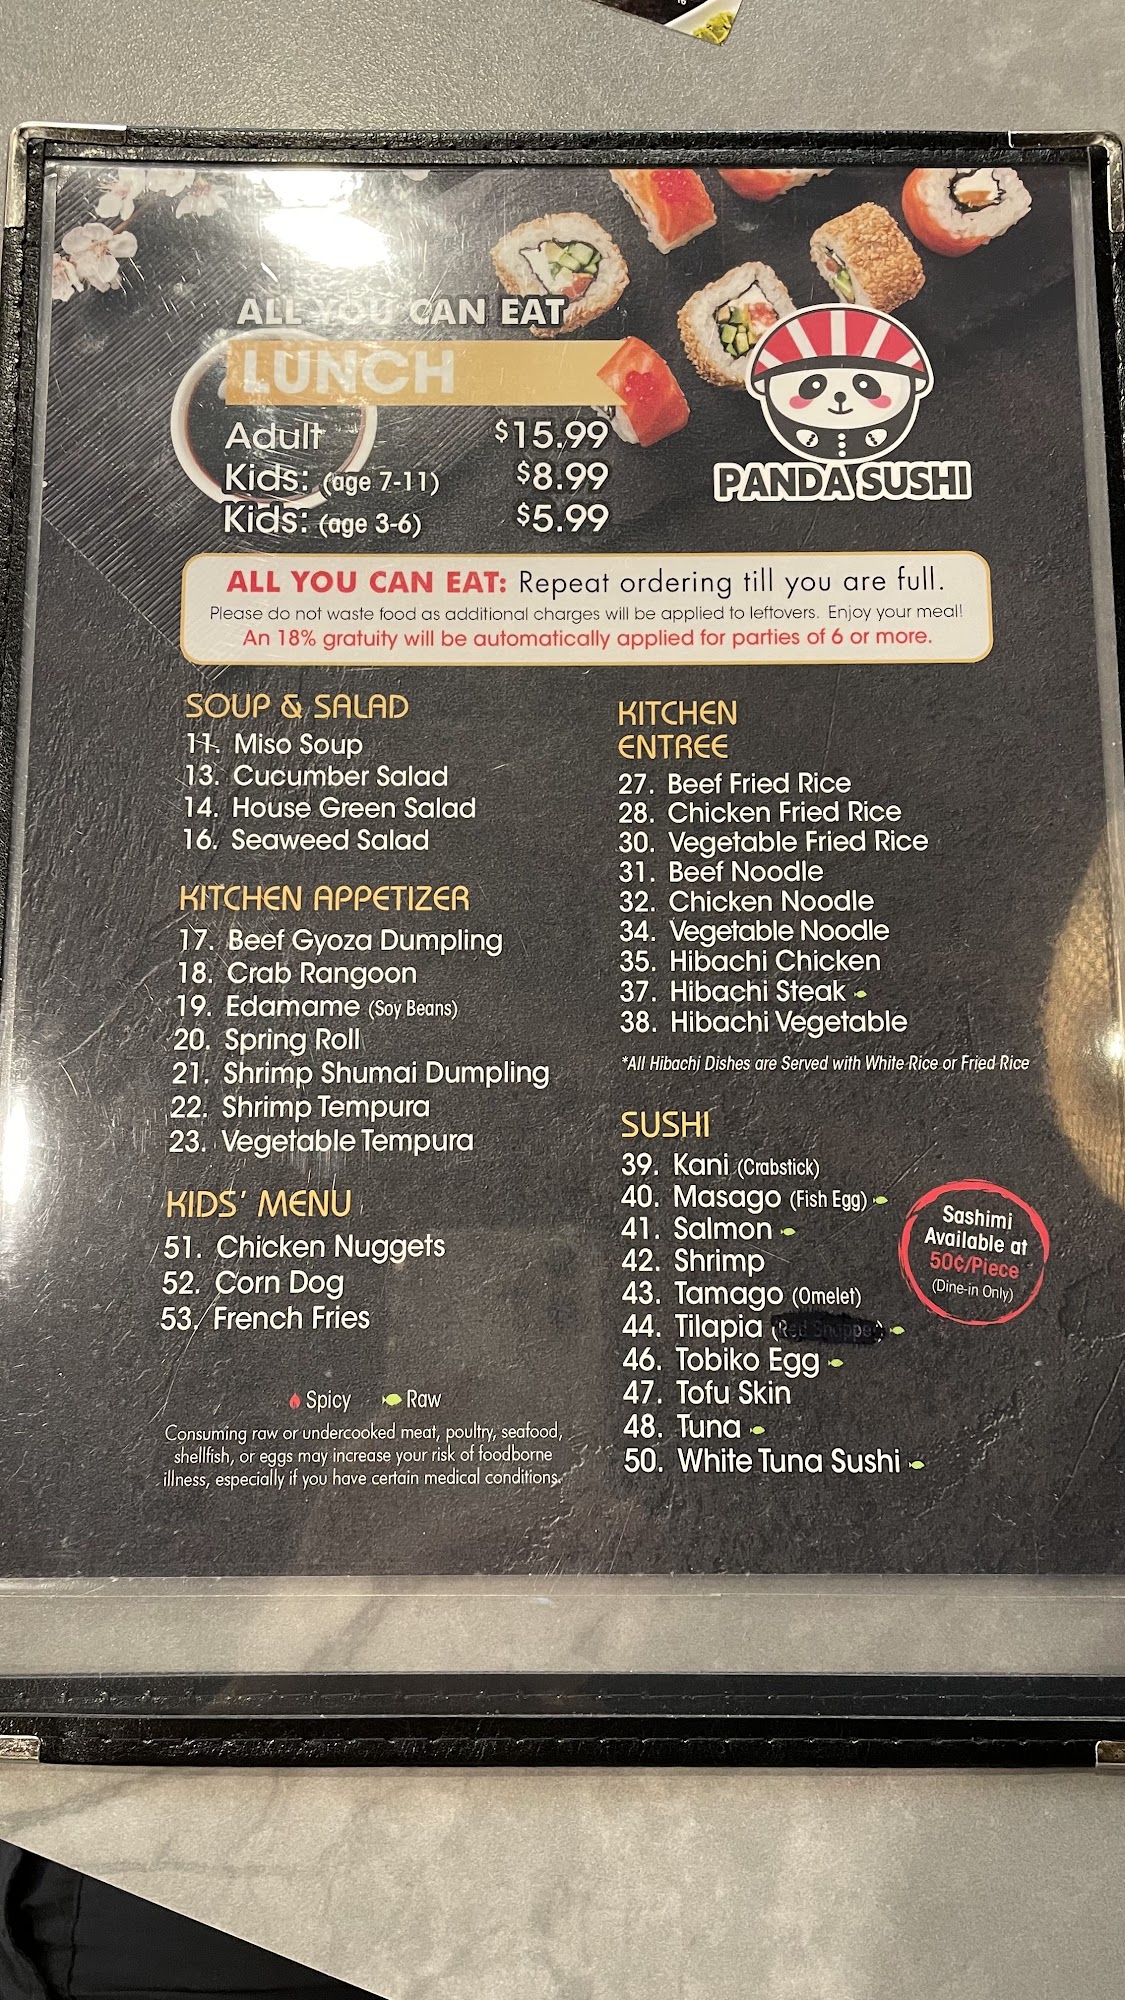 ALL YOU CAN EAT
LUNCH
Adult $15.99
Kids: (age 7-11) $8.99
Kids: (age 3-6) $5.99
PANDA SUSHI
ALL YOU CAN EAT: Repeat ordering till you are full.
Please do not waste food as additional charges will be applied to leftovers. Enjoy your meal!
An 18% gratuity will be automatically applied for parties of 6 or more.
SOUP & SALAD
11. Miso Soup
13. Cucumber Salad
14. House Green Salad
16. Seaweed Salad
KITCHEN APPETIZER
17. Beef Gyoza Dumpling
18. Crab Rangoon
19. Edamame (Soy Beans)
20. Spring Roll
21. Shrimp Shumai Dumpling
22. Shrimp Tempura
23. Vegetable Tempura
KIDS' MENU
51. Chicken Nuggets
52. Corn Dog
53. French Fries
Spicy Raw
Consuming raw or undercooked meat, poultry, seafood,
shellfish, or eggs may increase your risk of foodborne
illness, especially if you have certain medical conditions.
KITCHEN
ENTREE
27. Beef Fried Rice
28. Chicken Fried Rice
30. Vegetable Fried Rice
31. Beef Noodle
32. Chicken Noodle
34. Vegetable Noodle
35. Hibachi Chicken
37. Hibachi Steak
38. Hibachi Vegetable
*All Hibachi Dishes are Served with White Rice or Fried Rice
SUSHI
39. Kani (Crabstick)
40. Masago (Fish Egg)
41. Salmon
42. Shrimp
43. Tamago (Omelet)
44. Tilapia (Red Snapper)
46. Tobiko Egg
47. Tofu Skin
48. Tuna
50. White Tuna Sushi
Sashimi
Available at
50¢/Piece
(Dine-in Only)